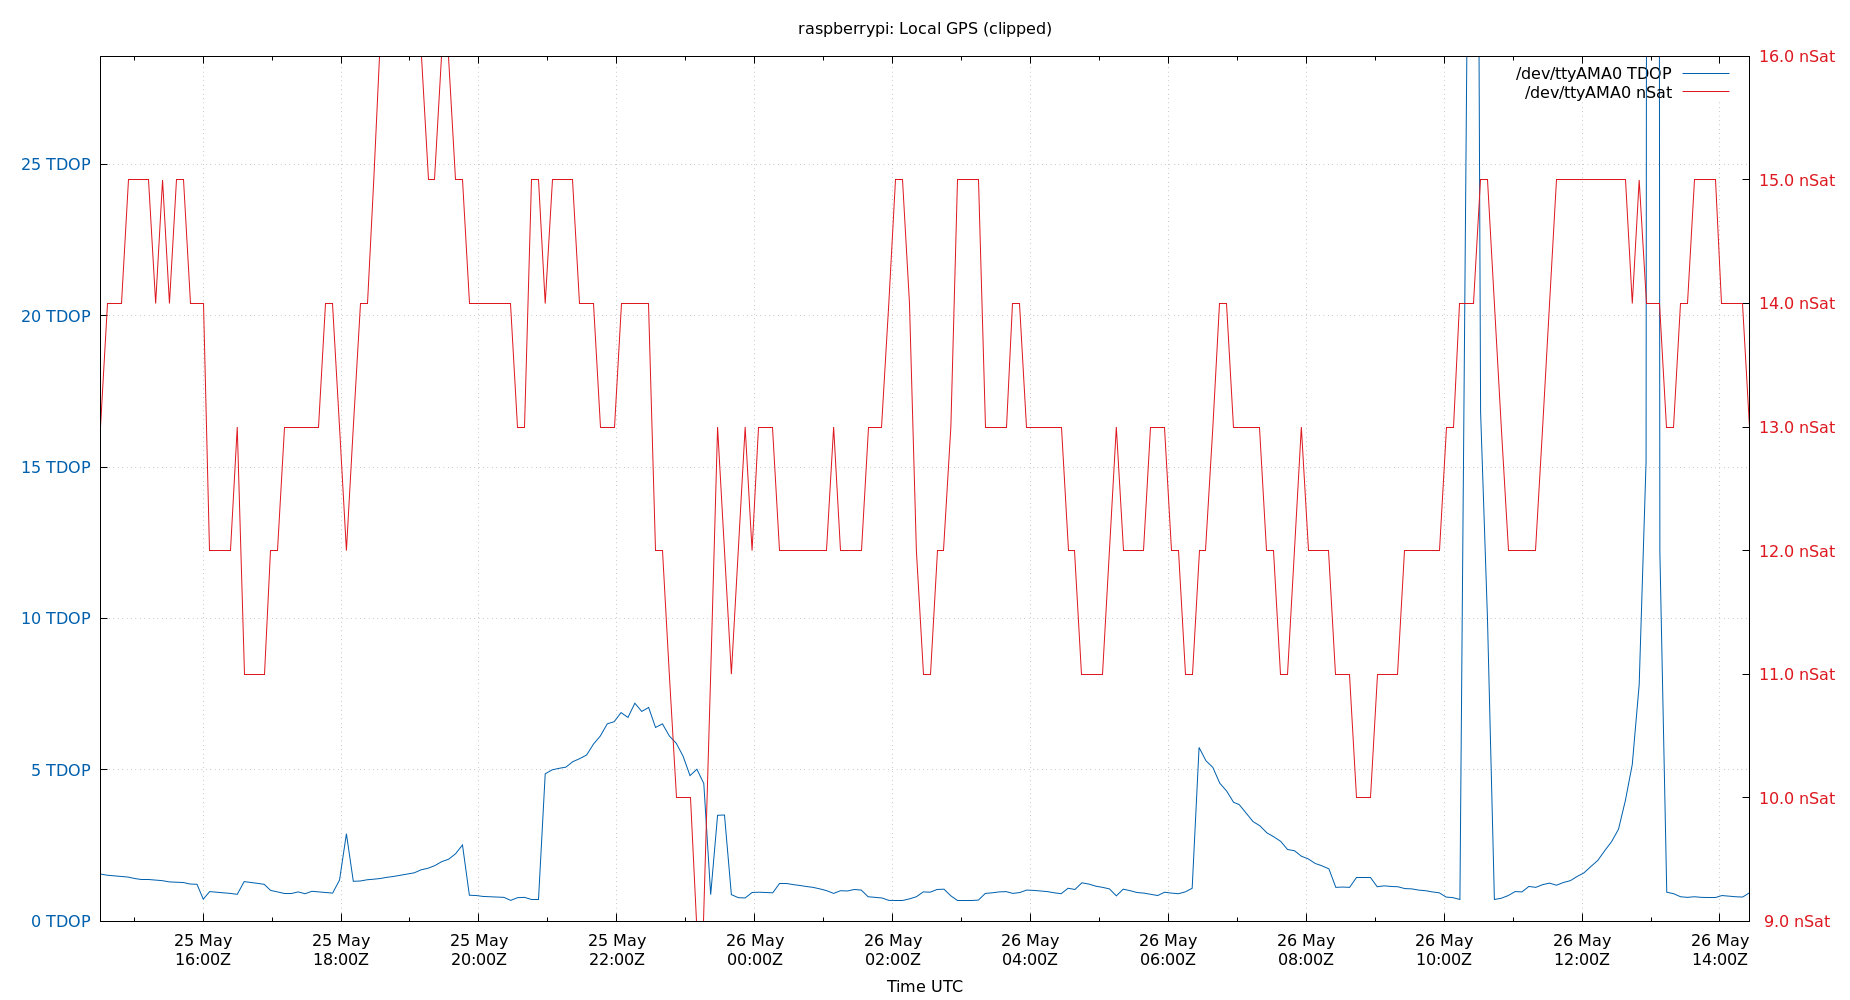 raspberrypi: Local GPS (clipped)
16.0 nSat
/dev/ttyAMA0 TDOP
/dev/ttyAMA0 nSat
25 TDOP
15.0 nSat
20 TDOP
14.0 nSat
15 TDOP
13.0 nSat
12.0 nSat
10 TDOP
11.0 nSat
5 TDOP
10.0 nSat
0 TDOP
9.0 nSat
25 May
16:00Z
25 May
18:00Z
25 May
20:00Z
25 May
22:00Z
26 May
00:00Z
26 May
02:00Z
26 May
04:00Z
26 May
06:00Z
26 May
08:00Z
26 May
10:00Z
26 May
12:00Z
26 May
14:00Z
Time UTC